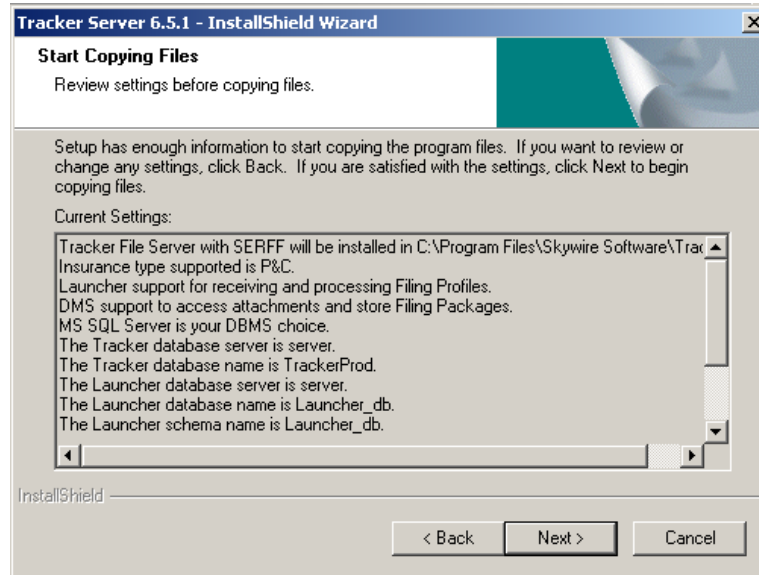 Tracker Server 6.5.1 - InstallShield Wizard
Start Copying Files
Review settings before copying files.
Setup has enough information to start copying the program files. If you want to review or
change any settings, click Back. If you are satisfied with the settings, click Next to begin
copying files.
Current Settings:
Tracker File Server with SERFF will be installed in C:\Program Files\Skywire Software\Trac
Insurance type supported is P&C.
Launcher support for receiving and processing Filing Profiles.
DMS support to access attachments and store Filing Packages.
MS SQL Server is your DBMS choice.
The Tracker database server is server.
The Tracker database name is TrackerProd.
The Launcher database server is server.
The Launcher database name is Launcher_db.
The Launcher schema name is Launcher_db.
InstallShield
< Back Next > Cancel